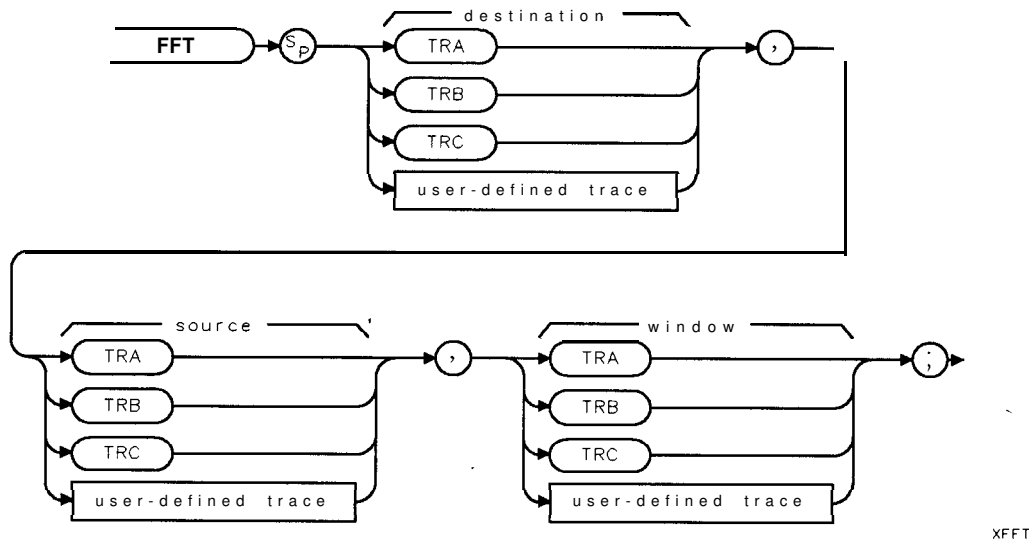 destination
FFT
SP
TRA
,
TRB
TRC
user-defined trace
source
window
TRA
,
TRA
;
TRB
TRB
TRC
TRC
user-defined trace
user-defined trace
XFFT